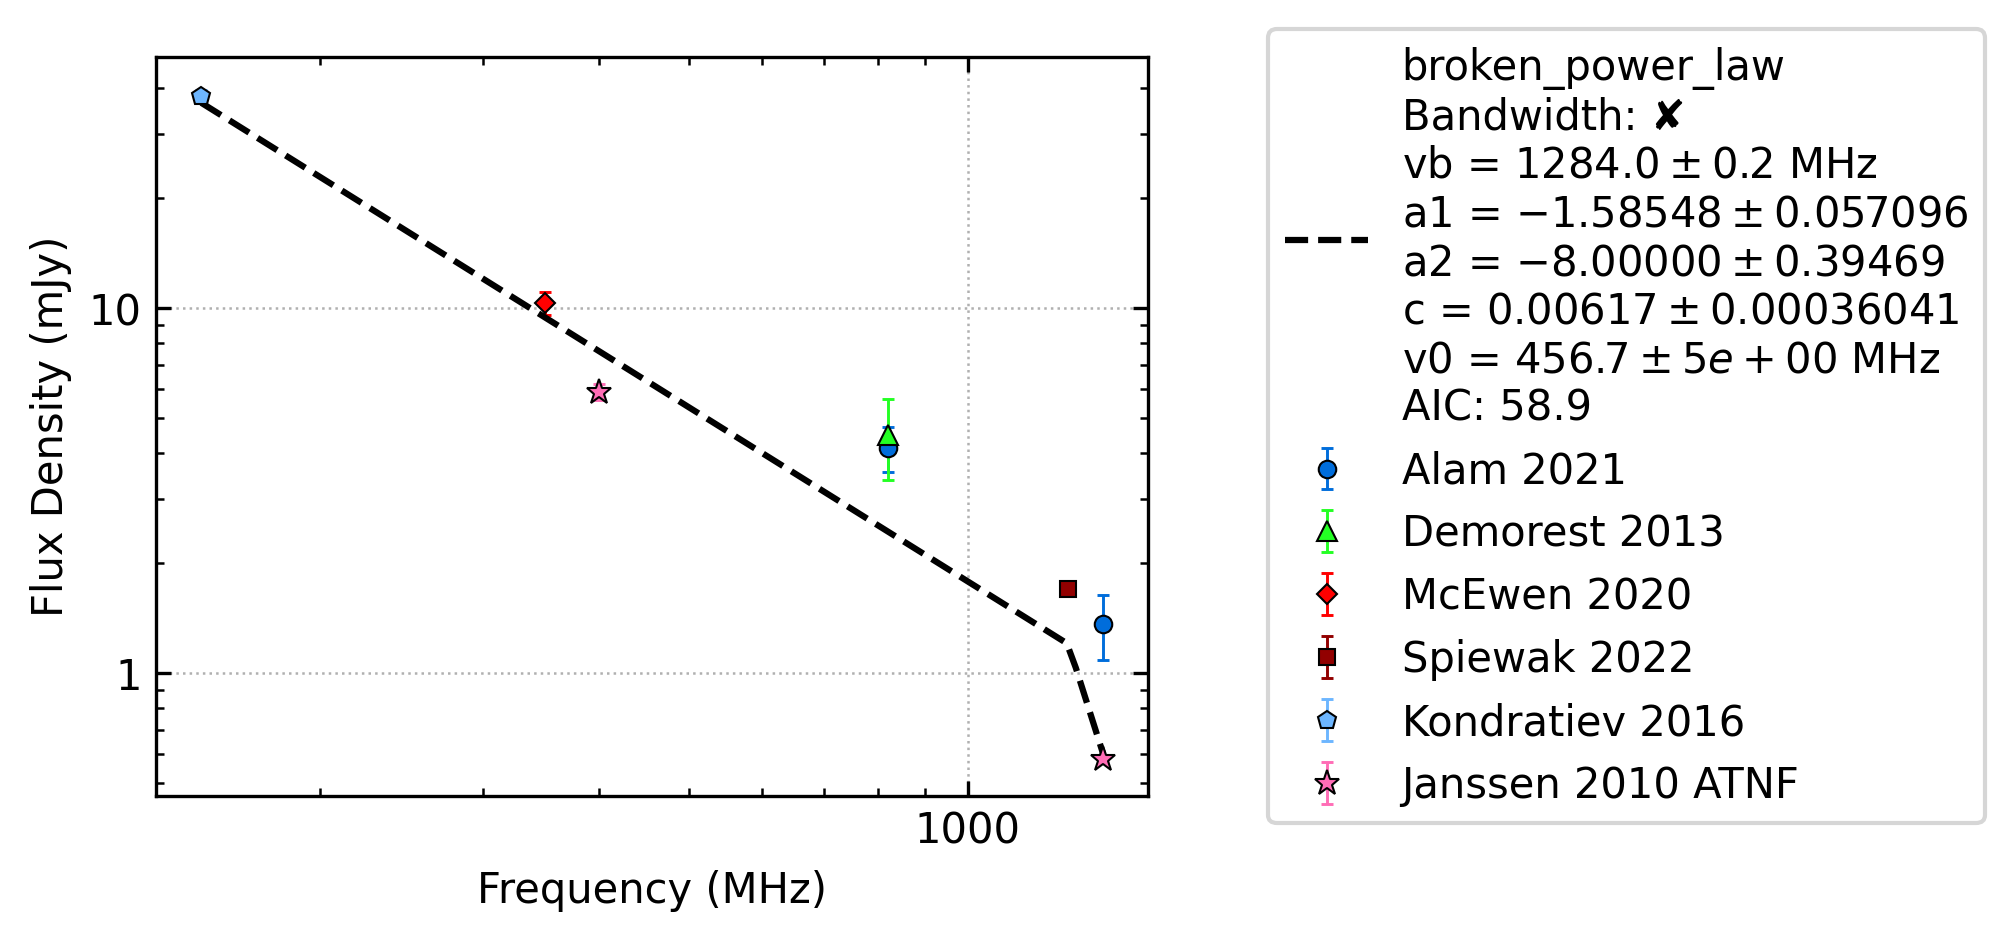 10
1
Flux Density (mJy)
1000
Frequency (MHz)
broken_power_law
Bandwidth: ✘
vb = 1284.0 ± 0.2 MHz
a1 = −1.58548 ± 0.057096
a2 = −8.00000 ± 0.39469
c = 0.00617 ± 0.00036041
v0 = 456.7 ± 5e + 00 MHz
AIC: 58.9
Alam 2021
Demorest 2013
McEwen 2020
Spiewak 2022
Kondratiev 2016
Janssen 2010 ATNF